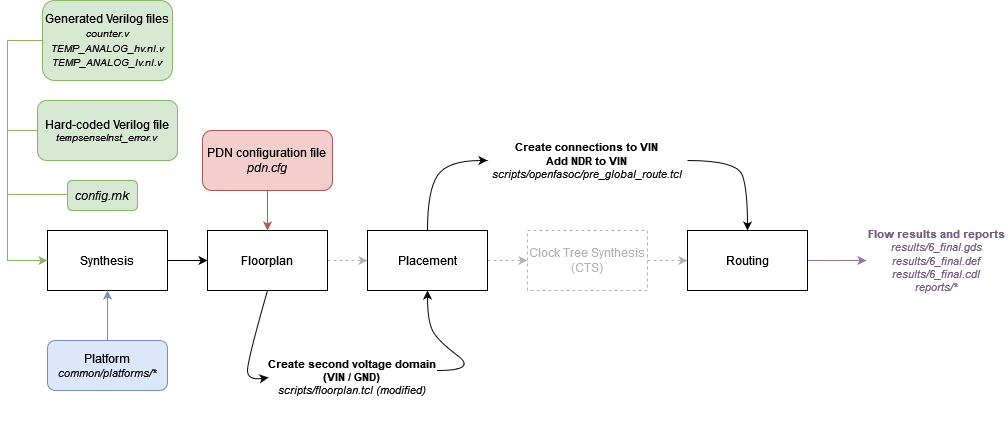 Generated Verilog files
counter.v
TEMP_ANALOG_hv.nl.v
TEMP_ANALOG_lv.nl.v
Hard-coded Verilog file
tempsenseInst_error.v
config.mk
PDN configuration file
pdn.cfg
Create connections to VIN
Add NDR to VIN
scripts/openfasoc/pre_global_route.tcl
Synthesis
Floorplan
Placement
Clock Tree Synthesis
(CTS)
Routing
Flow results and reports
results/6_final.gds
results/6_final.def
results/6_final.cdl
reports/*
Platform
common/platforms/*
Create second voltage domain
(VIN / GND)
scripts/floorplan.tcl (modified)